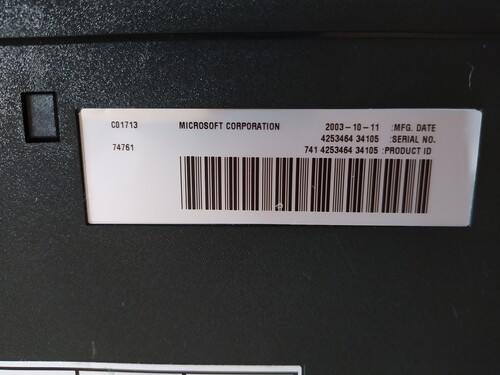 C01713 MICROSOFT CORPORATION 2003-10-11 :MFG. DATE
4253464 34105 :SERIAL NO.
74761 741 4253464 34105 :PRODUCT ID